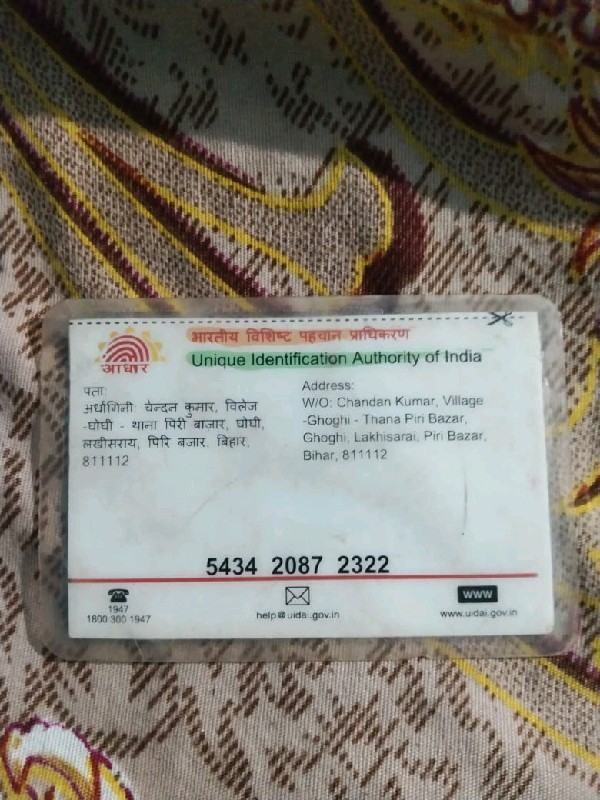 भारतीय विशिष्ट पहचान प्राधिकरण
Unique Identification Authority of India
आधार
पता:
अर्धांगिनी: चेन्दन कुमार, विलेज
-घोघी - थाना पिरी बाजार, घोघी,
लखीसराय, पिरि बजार, बिहार,
811112
Address:
W/O: Chandan Kumar, Village
-Ghoghi - Thana Piri Bazar,
Ghoghi, Lakhisarai, Piri Bazar,
Bihar, 811112
5434 2087 2322
1947
1800 300 1947
help@uidai.gov.in
www
www.uidai.gov.in